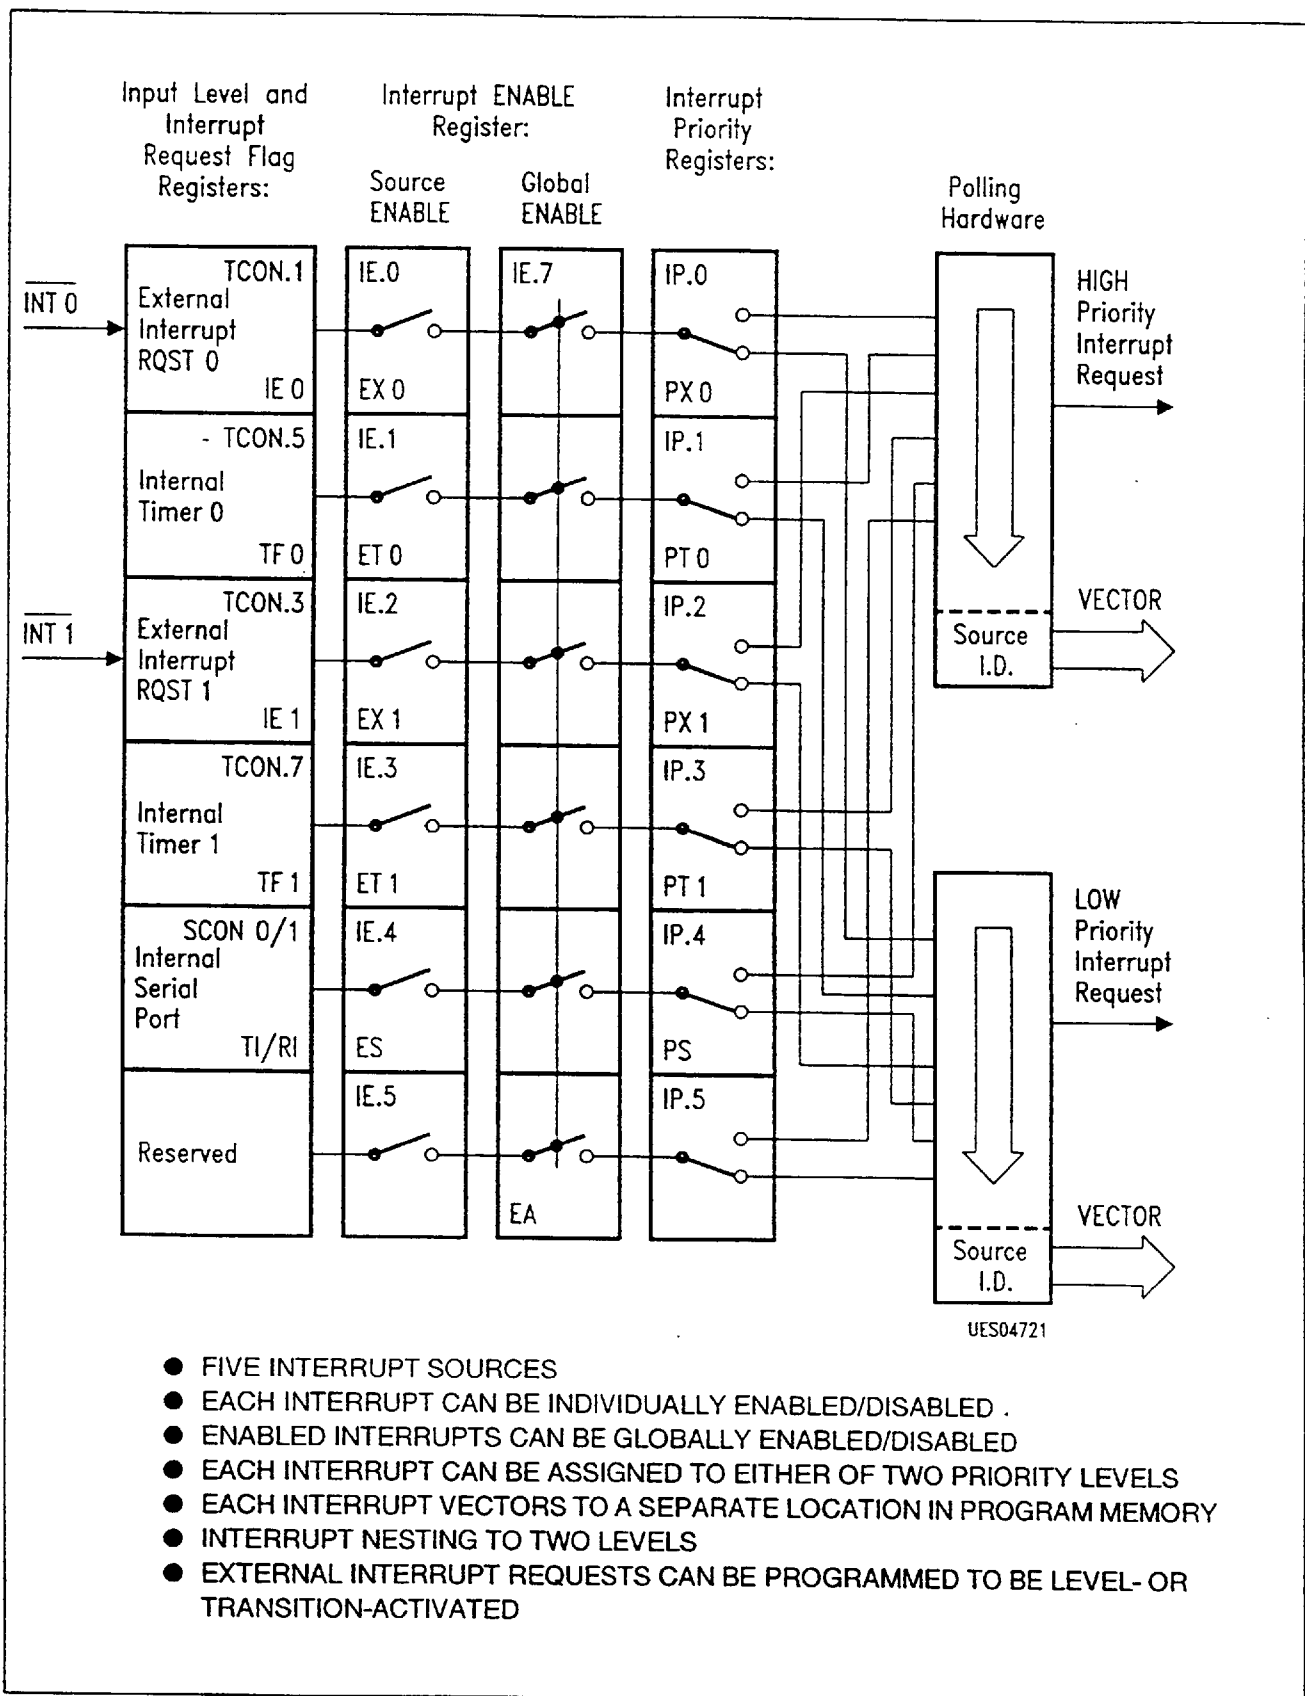 Input Level and
Interrupt
Request Flag
Registers:
Interrupt ENABLE
Register:
Source
ENABLE
Global
ENABLE
Interrupt
Priority
Registers:
Polling
Hardware
INT 0
TCON.1
External
Interrupt
RQST 0
IE 0
IE.0
EX 0
IE.7
IP.0
PX 0
HIGH
Priority
Interrupt
Request
- TCON.5
Internal
Timer 0
TF 0
IE.1
ET 0
IP.1
PT 0
INT 1
TCON.3
External
Interrupt
RQST 1
IE 1
IE.2
EX 1
IP.2
PX 1
Source
I.D.
VECTOR
TCON.7
Internal
Timer 1
TF 1
IE.3
ET 1
IP.3
PT 1
SCON 0/1
Internal
Serial
Port
TI/RI
IE.4
ES
IP.4
PS
LOW
Priority
Interrupt
Request
Reserved
IE.5
EA
IP.5
Source
I.D.
VECTOR
UES04721
● FIVE INTERRUPT SOURCES
● EACH INTERRUPT CAN BE INDIVIDUALLY ENABLED/DISABLED .
● ENABLED INTERRUPTS CAN BE GLOBALLY ENABLED/DISABLED
● EACH INTERRUPT CAN BE ASSIGNED TO EITHER OF TWO PRIORITY LEVELS
● EACH INTERRUPT VECTORS TO A SEPARATE LOCATION IN PROGRAM MEMORY
● INTERRUPT NESTING TO TWO LEVELS
● EXTERNAL INTERRUPT REQUESTS CAN BE PROGRAMMED TO BE LEVEL- OR
TRANSITION-ACTIVATED